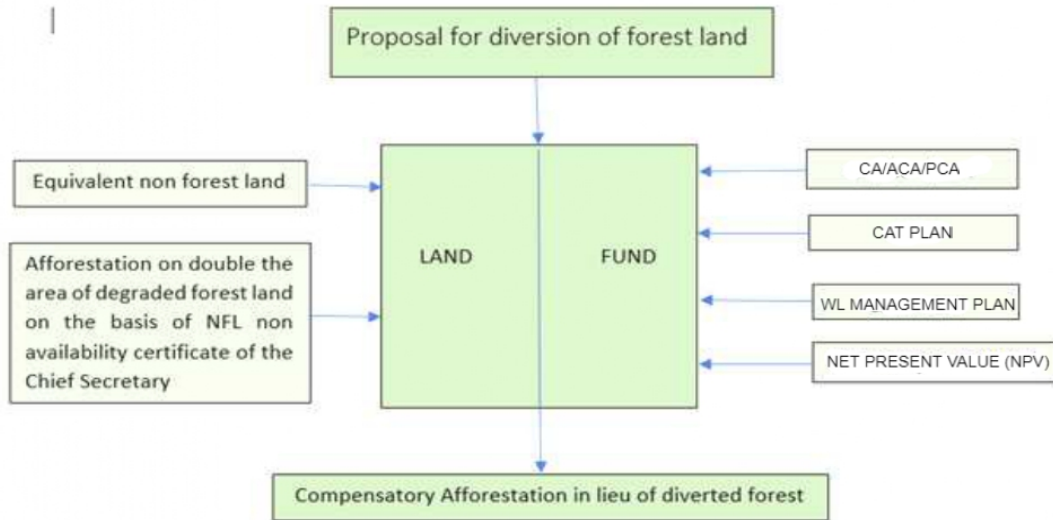 Proposal for diversion of forest land
Equivalent non forest land
Afforestation on double the
area of degraded forest land
on the basis of NFL non
availability certificate of the
Chief Secretary
LAND
FUND
CA/ACA/PCA
CAT PLAN
WL MANAGEMENT PLAN
NET PRESENT VALUE (NPV)
Compensatory Afforestation in lieu of diverted forest